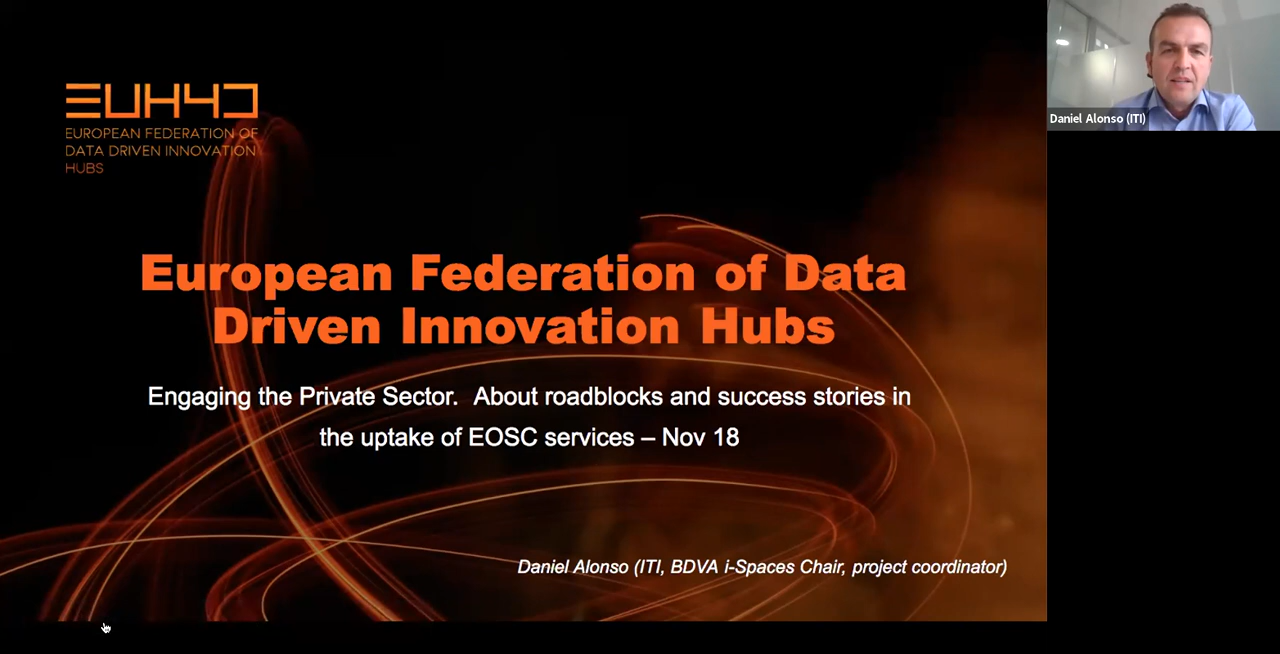 EUH4D
EUROPEAN FEDERATION OF
DATA DRIVEN INNOVATION
HUBS
Daniel Alonso (ITI)
European Federation of Data
Driven Innovation Hubs
Engaging the Private Sector. About roadblocks and success stories in
the uptake of EOSC services – Nov 18
Daniel Alonso (ITI, BDVA i-Spaces Chair, project coordinator)